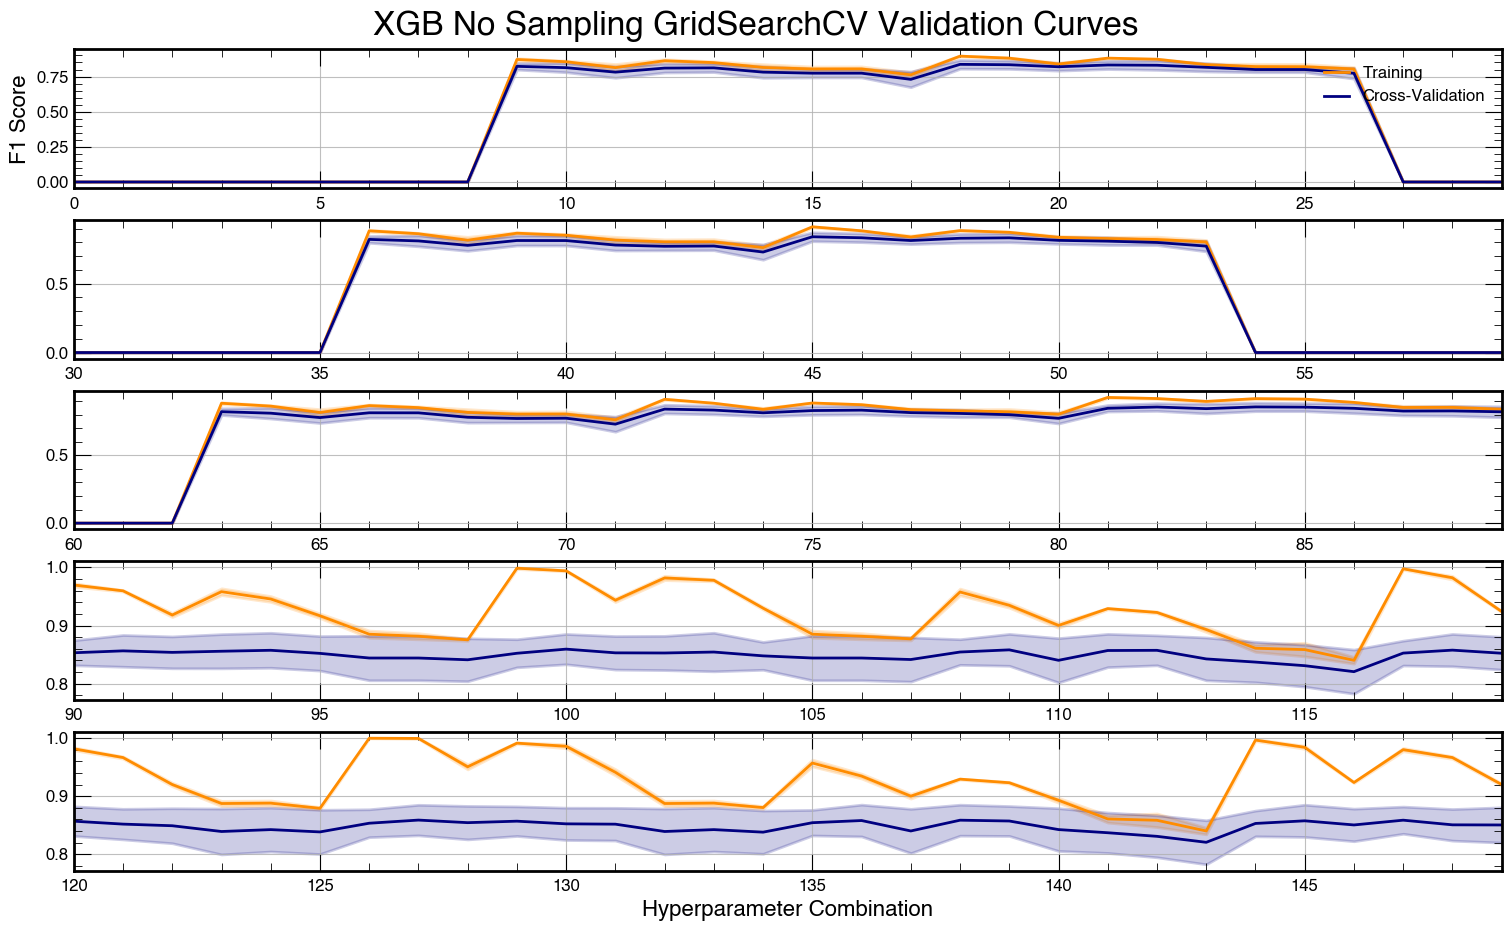 XGB No Sampling GridSearchCV Validation Curves
F1 Score
0.75
0.50
0.25
0.00
Training
Cross-Validation
0 5 10 15 20 25
0.5
0.0
30 35 40 45 50 55
0.5
0.0
60 65 70 75 80 85
1.0
0.9
0.8
90 95 100 105 110 115
1.0
0.9
0.8
120 125 130 135 140 145
Hyperparameter Combination